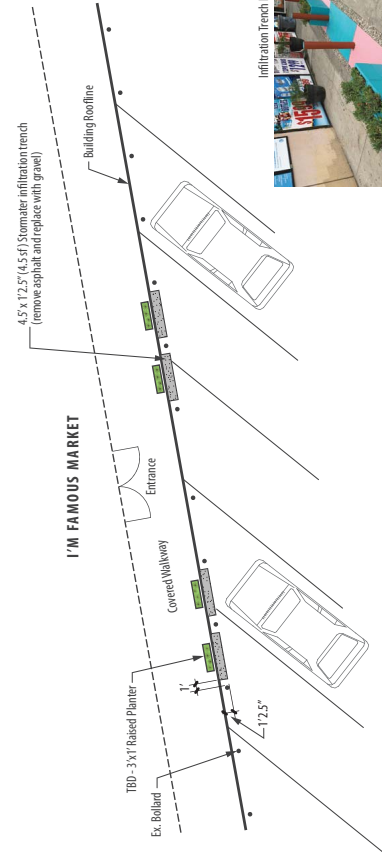 4.5' x 1'2.5" (4.5 sf) Stormater infiltration trench
(remove asphalt and replace with gravel)
Building Roofline
I'M FAMOUS MARKET
Entrance
Covered Walkway
TBD - 3'x1' Raised Planter
Ex. Bollard
1'
1'2.5"
Infiltration Trench